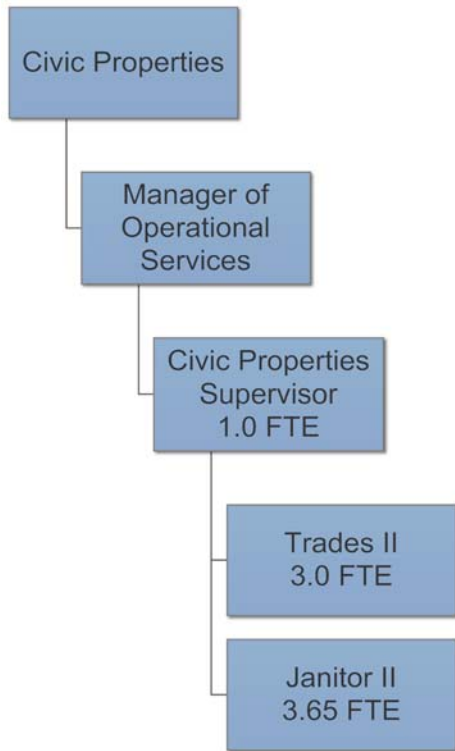 Civic Properties
Manager of
Operational
Services
Civic Properties
Supervisor
1.0 FTE
Trades II
3.0 FTE
Janitor II
3.65 FTE